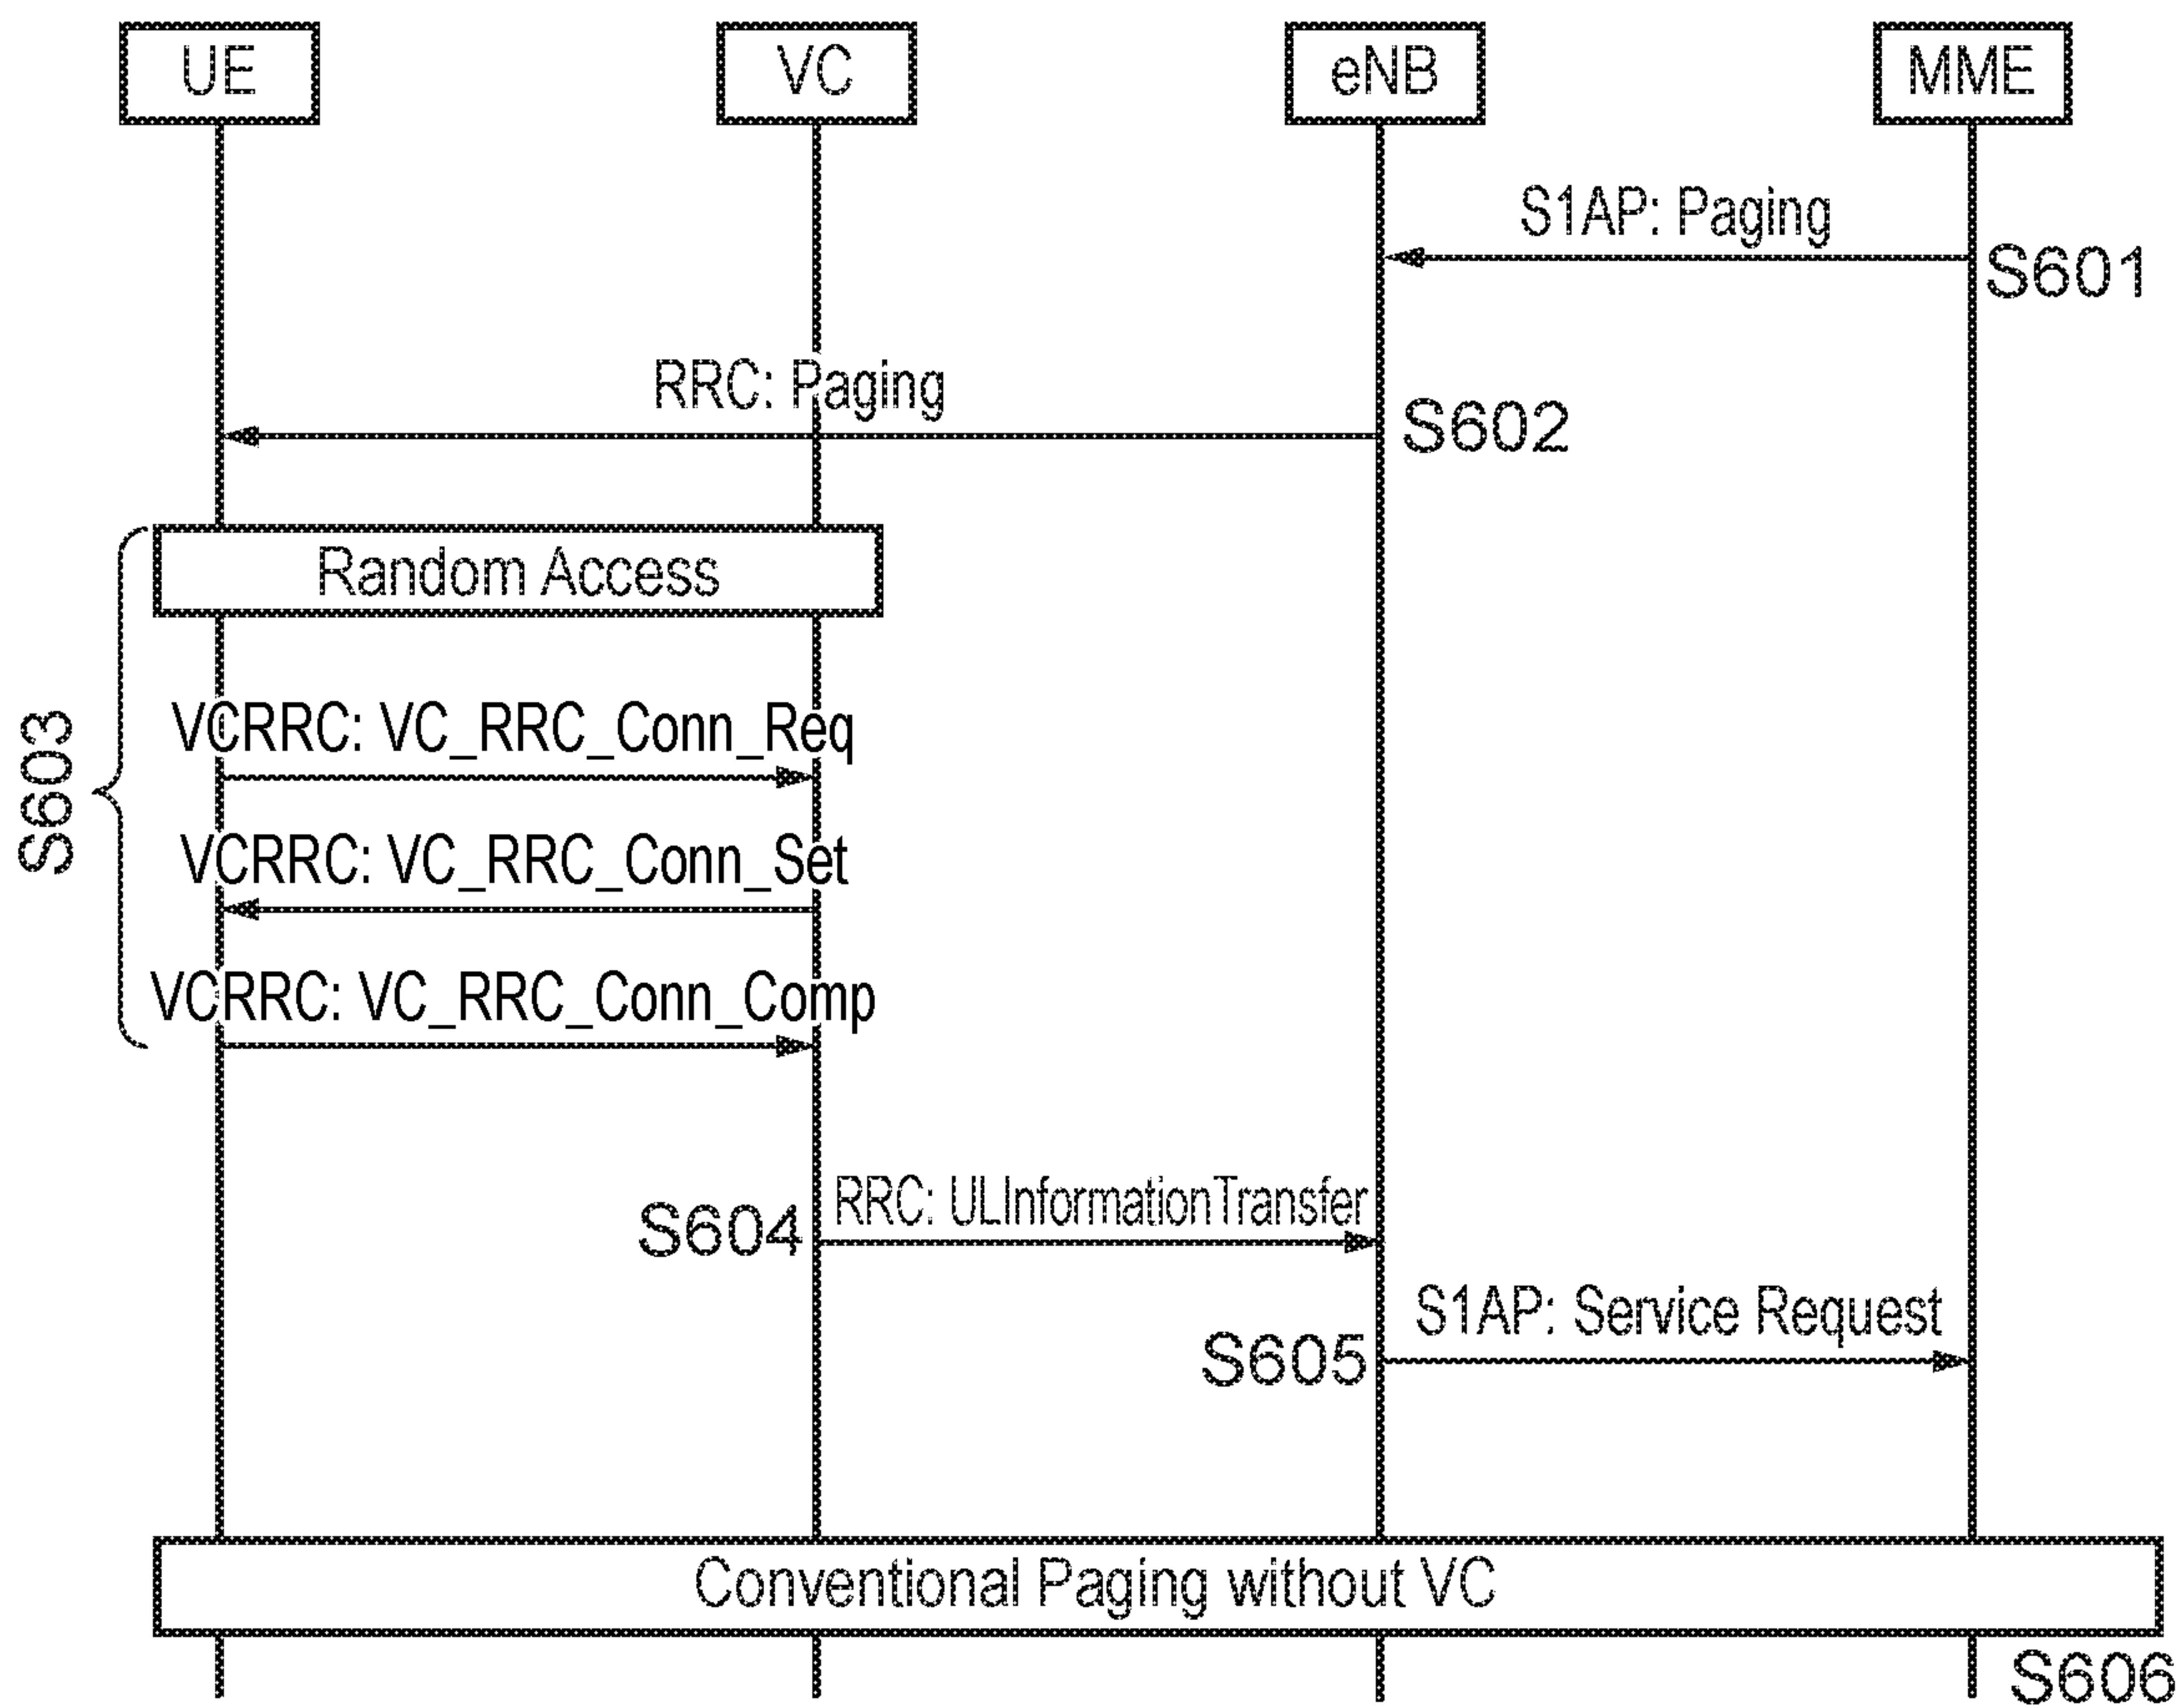 UE
VC
eNB
MME
S1AP: Paging
S601
RRC: Paging
S602
Random Access
S603
VCRRC: VC_RRC_Conn_Req
VCRRC: VC_RRC_Conn_Set
VCRRC: VC_RRC_Conn_Comp
S604
RRC: ULInformationTransfer
S1AP: Service Request
S605
Conventional Paging without VC
S606